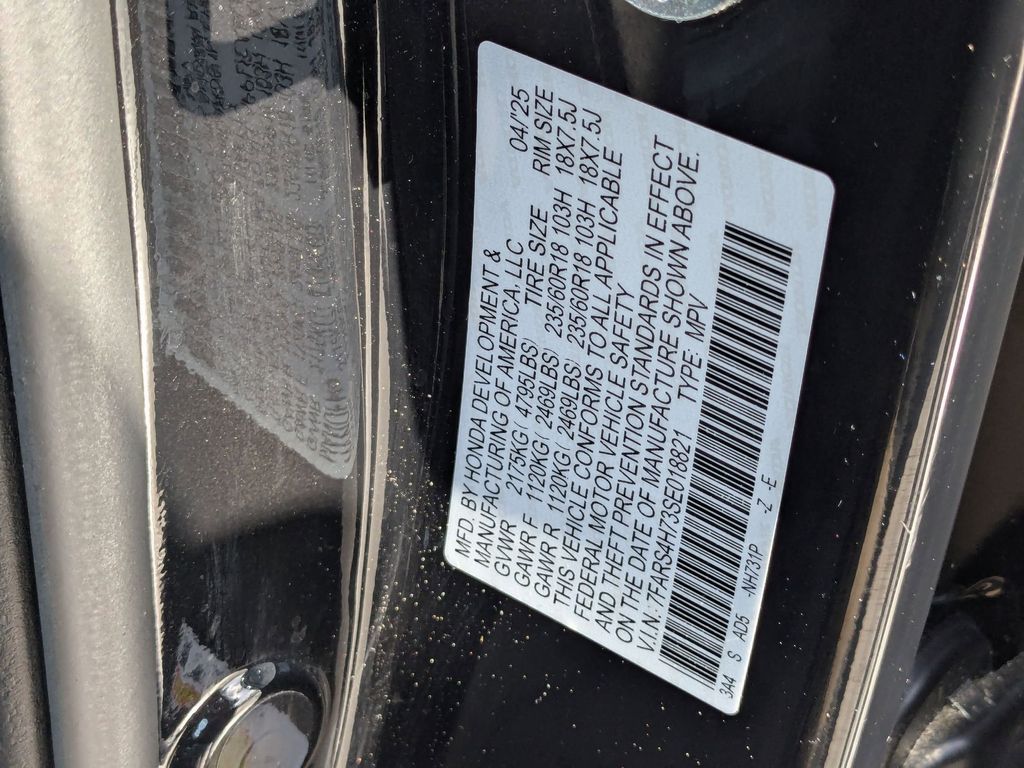 MFD. BY HONDA DEVELOPMENT &
MANUFACTURING OF AMERICA, LLC 04/'25
GVWR 2175KG( 4795LBS) TIRE SIZE RIM SIZE
GAWR F 1120KG( 2469LBS) 235/60R18 103H 18X7.5J
GAWR R 1120KG( 2469LBS) 235/60R18 103H 18X7.5J
THIS VEHICLE CONFORMS TO ALL APPLICABLE
FEDERAL MOTOR VEHICLE SAFETY
AND THEFT PREVENTION STANDARDS IN EFFECT
ON THE DATE OF MANUFACTURE SHOWN ABOVE.
V.I.N.: 7FARS4H73SE018821 TYPE: MPV
3A4 S AD5 -NH731P -Z -E